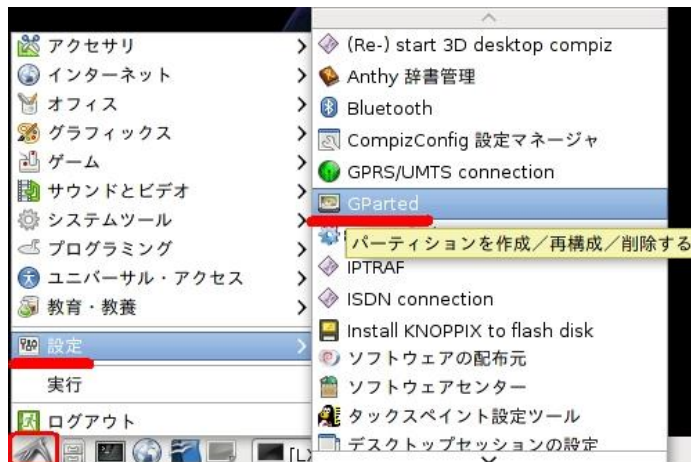 アクセサリ
インターネット
オフィス
グラフィックス
ゲーム
サウンドとビデオ
システムツール
プログラミング
ユニバーサル・アクセス
教育・教養
設定
実行
ログアウト
(Re-) start 3D desktop compiz
Anthy 辞書管理
Bluetooth
CompizConfig 設定マネージャ
GPRS/UMTS connection
GParted
パーティションを作成／再構成／削除する
IPTRAF
ISDN connection
Install KNOPPIX to flash disk
ソフトウェアの配布元
ソフトウェアセンター
タックスペイント設定ツール
デスクトップセッションの設定